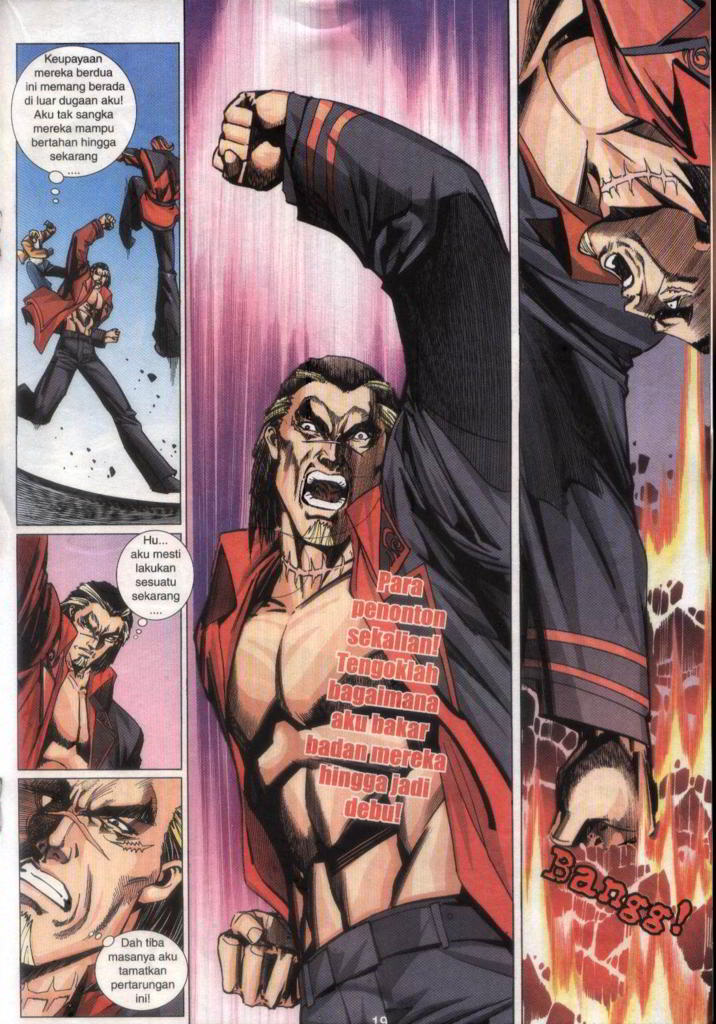 Keupayaan
mereka berdua
ini memang berada
di luar dugaan aku!
Aku tak sangka
mereka mampu
bertahan hingga
sekarang
....
Hu...
aku mesti
lakukan
sesuatu
sekarang
....
Dah tiba
masanya aku
tamatkan
pertarungan
ini!
Para
penonton
sekalian!
Tengoklah
bagaimana
aku bakar
badan mereka
hingga jadi
debu!
Bangg!
19